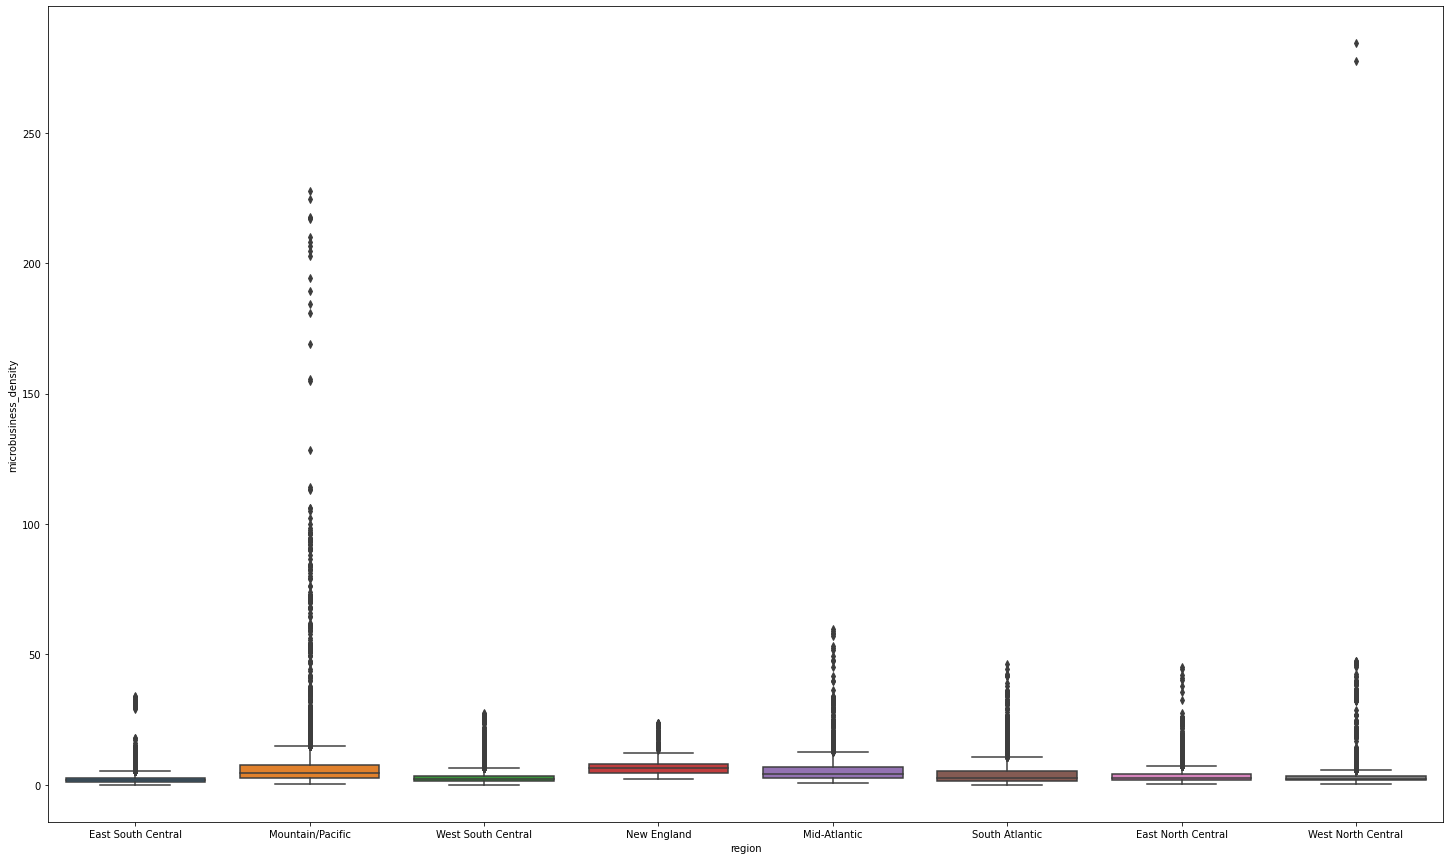 250
200
150
100
50
0
microbusiness_density
East South Central Mountain/Pacific West South Central New England Mid-Atlantic South Atlantic East North Central West North Central
region